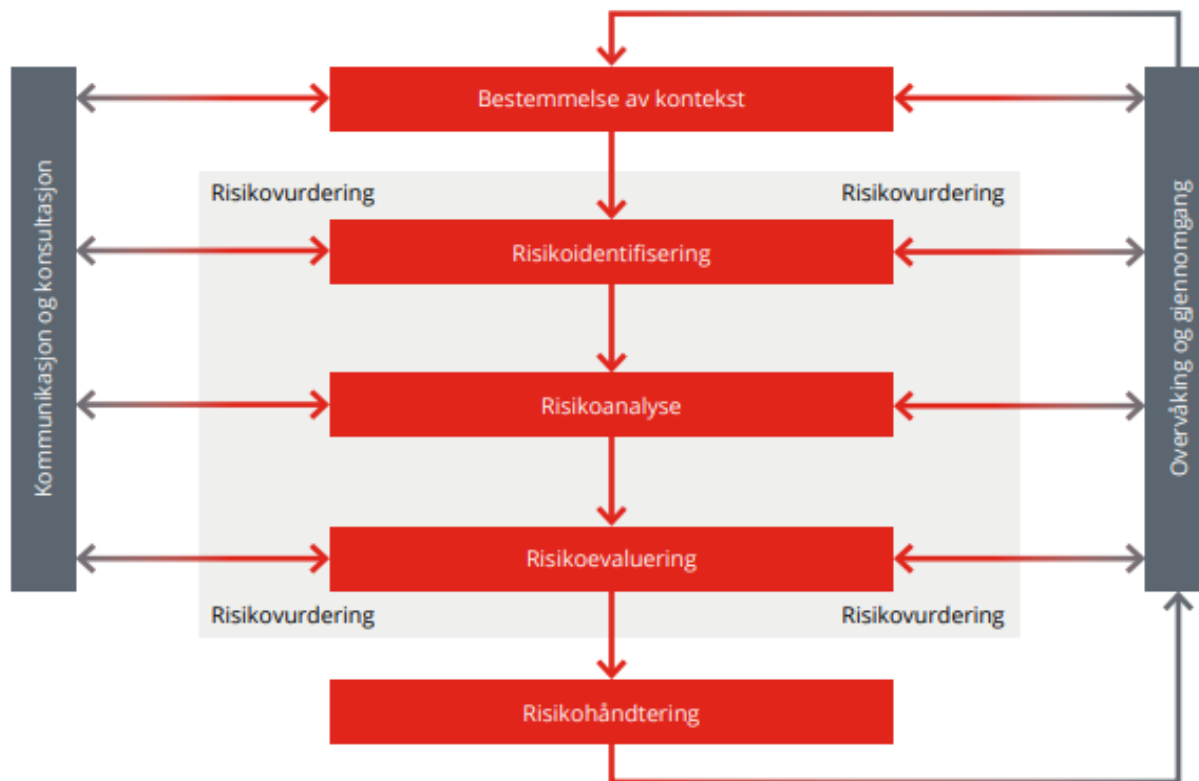 Bestemmelse av kontekst
Kommunikasjon og konsultasjon
Overvåking og gjennomgang
Risikovurdering
Risikovurdering
Risikoidentifisering
Risikoanalyse
Risikoevaluering
Risikovurdering
Risikovurdering
Risikohåndtering